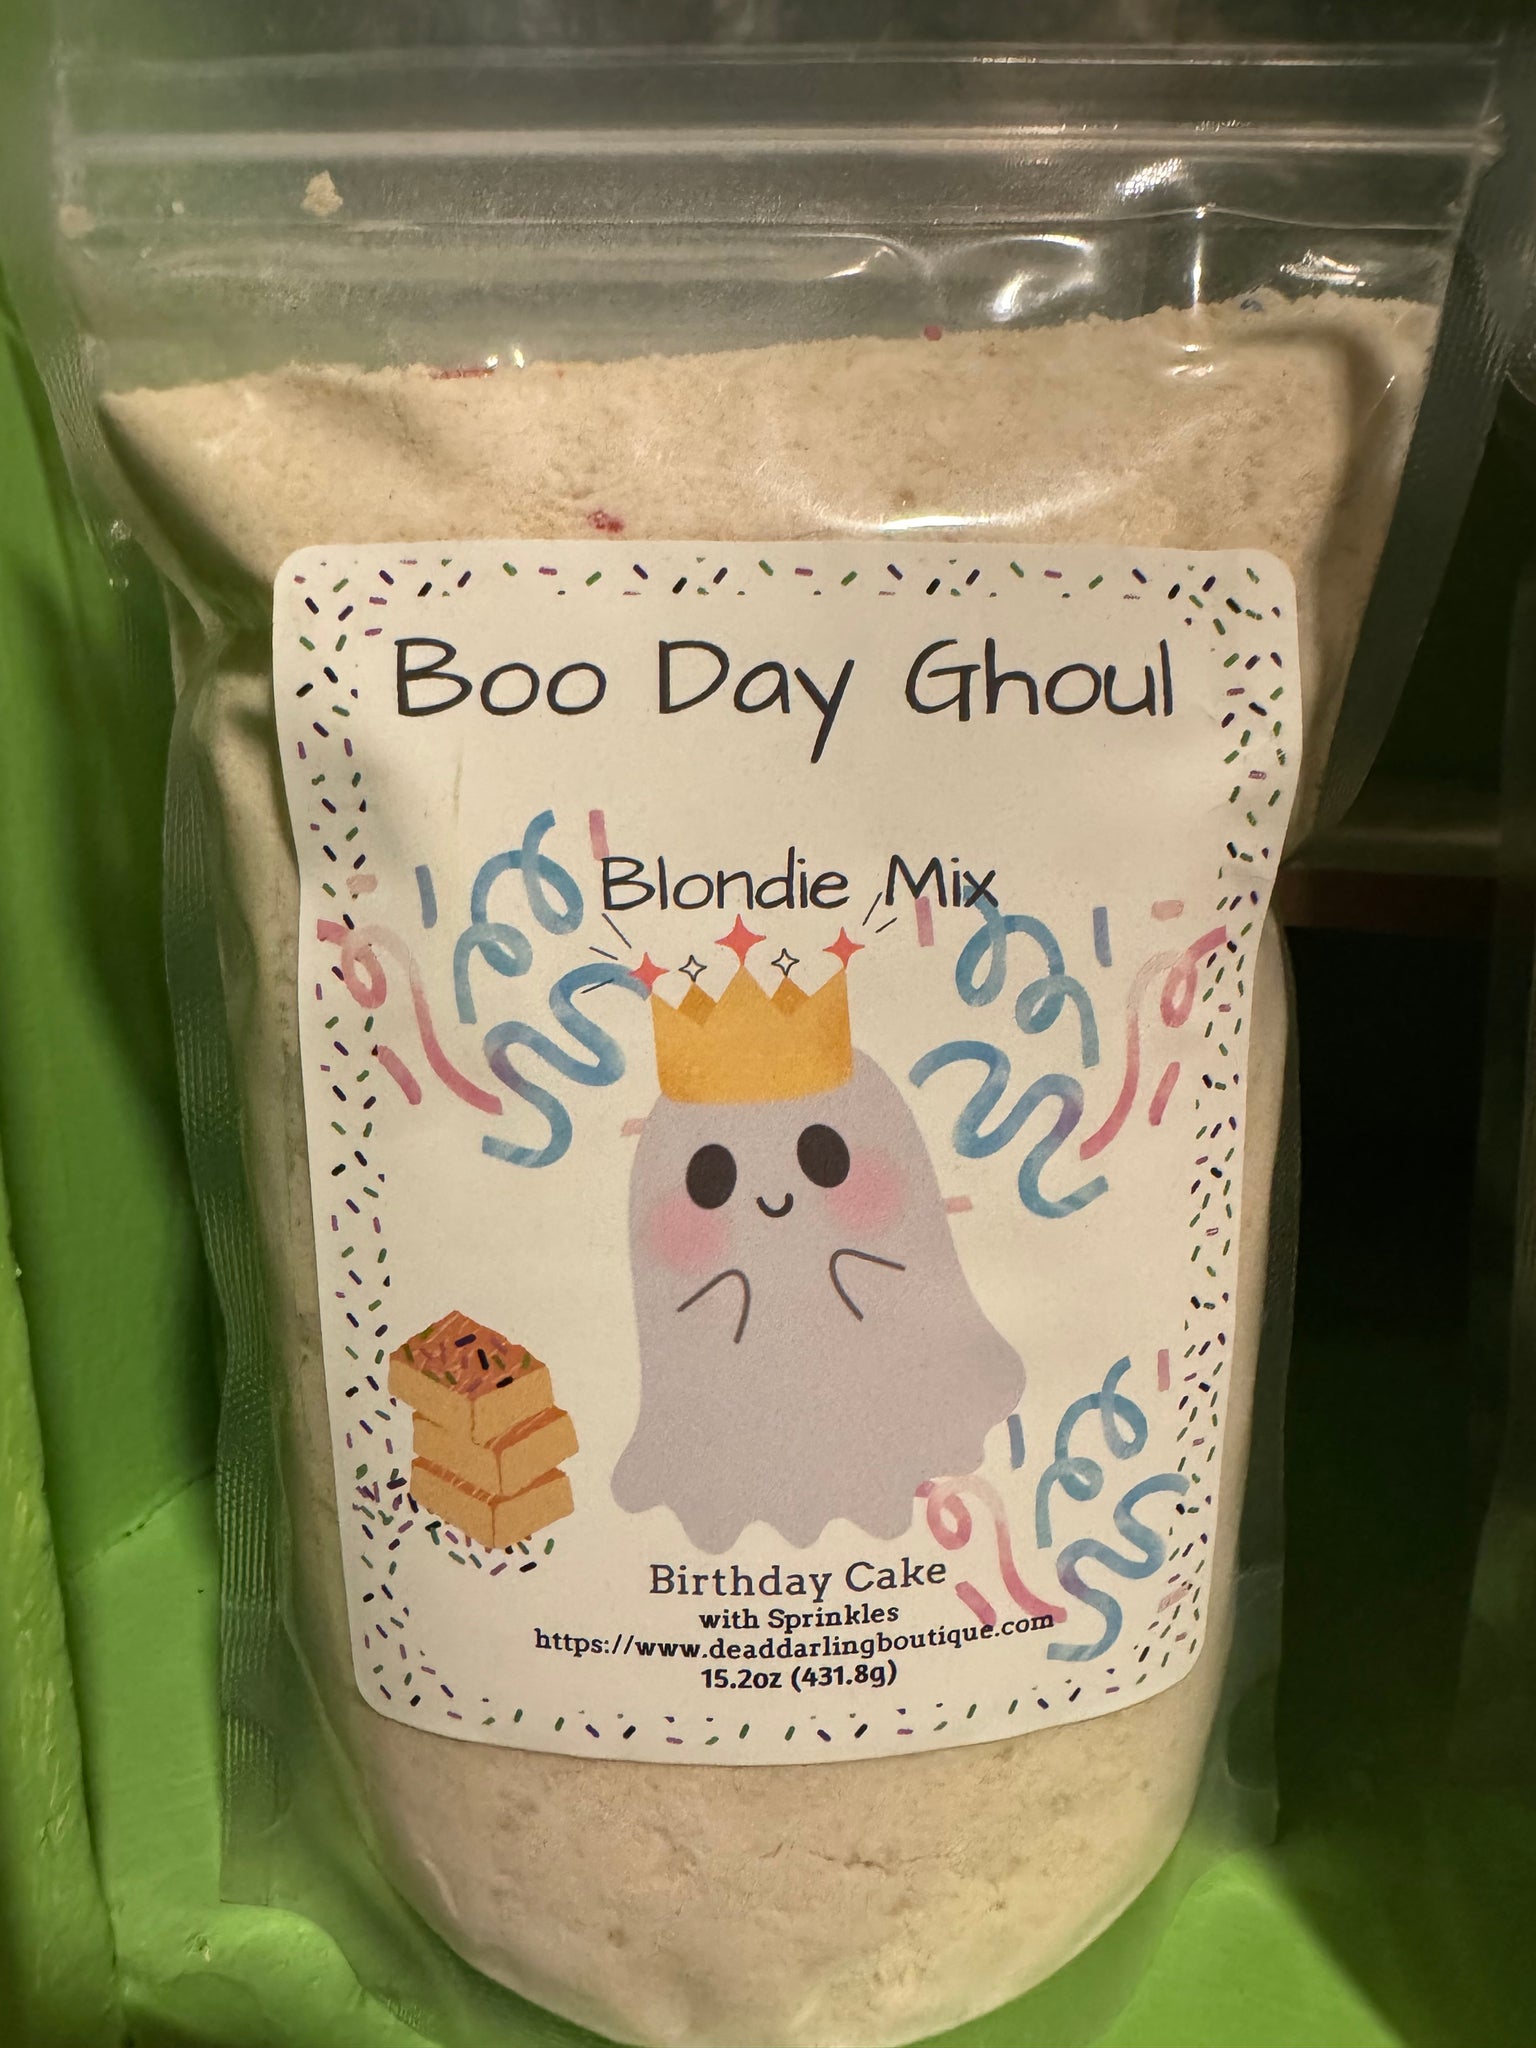 Boo Day Ghoul
Blondie Mix
Birthday Cake
with Sprinkles
https://www.deaddarlingboutique.com
15.2oz (431.8g)